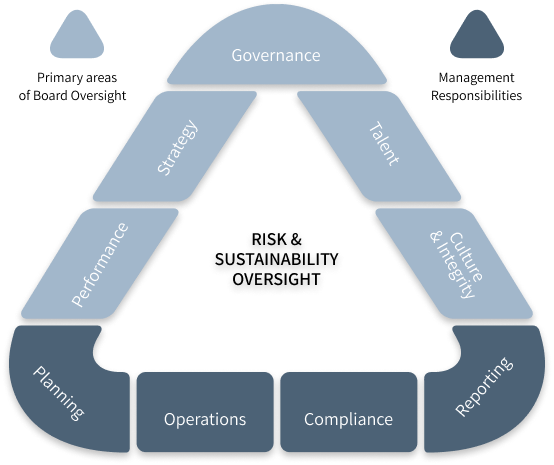 Governance
Primary areas
of Board Oversight
Management
Responsibilities
Strategy
Talent
Performance
Culture
& Integrity
RISK &
SUSTAINABILITY
OVERSIGHT
Planning
Operations
Compliance
Reporting